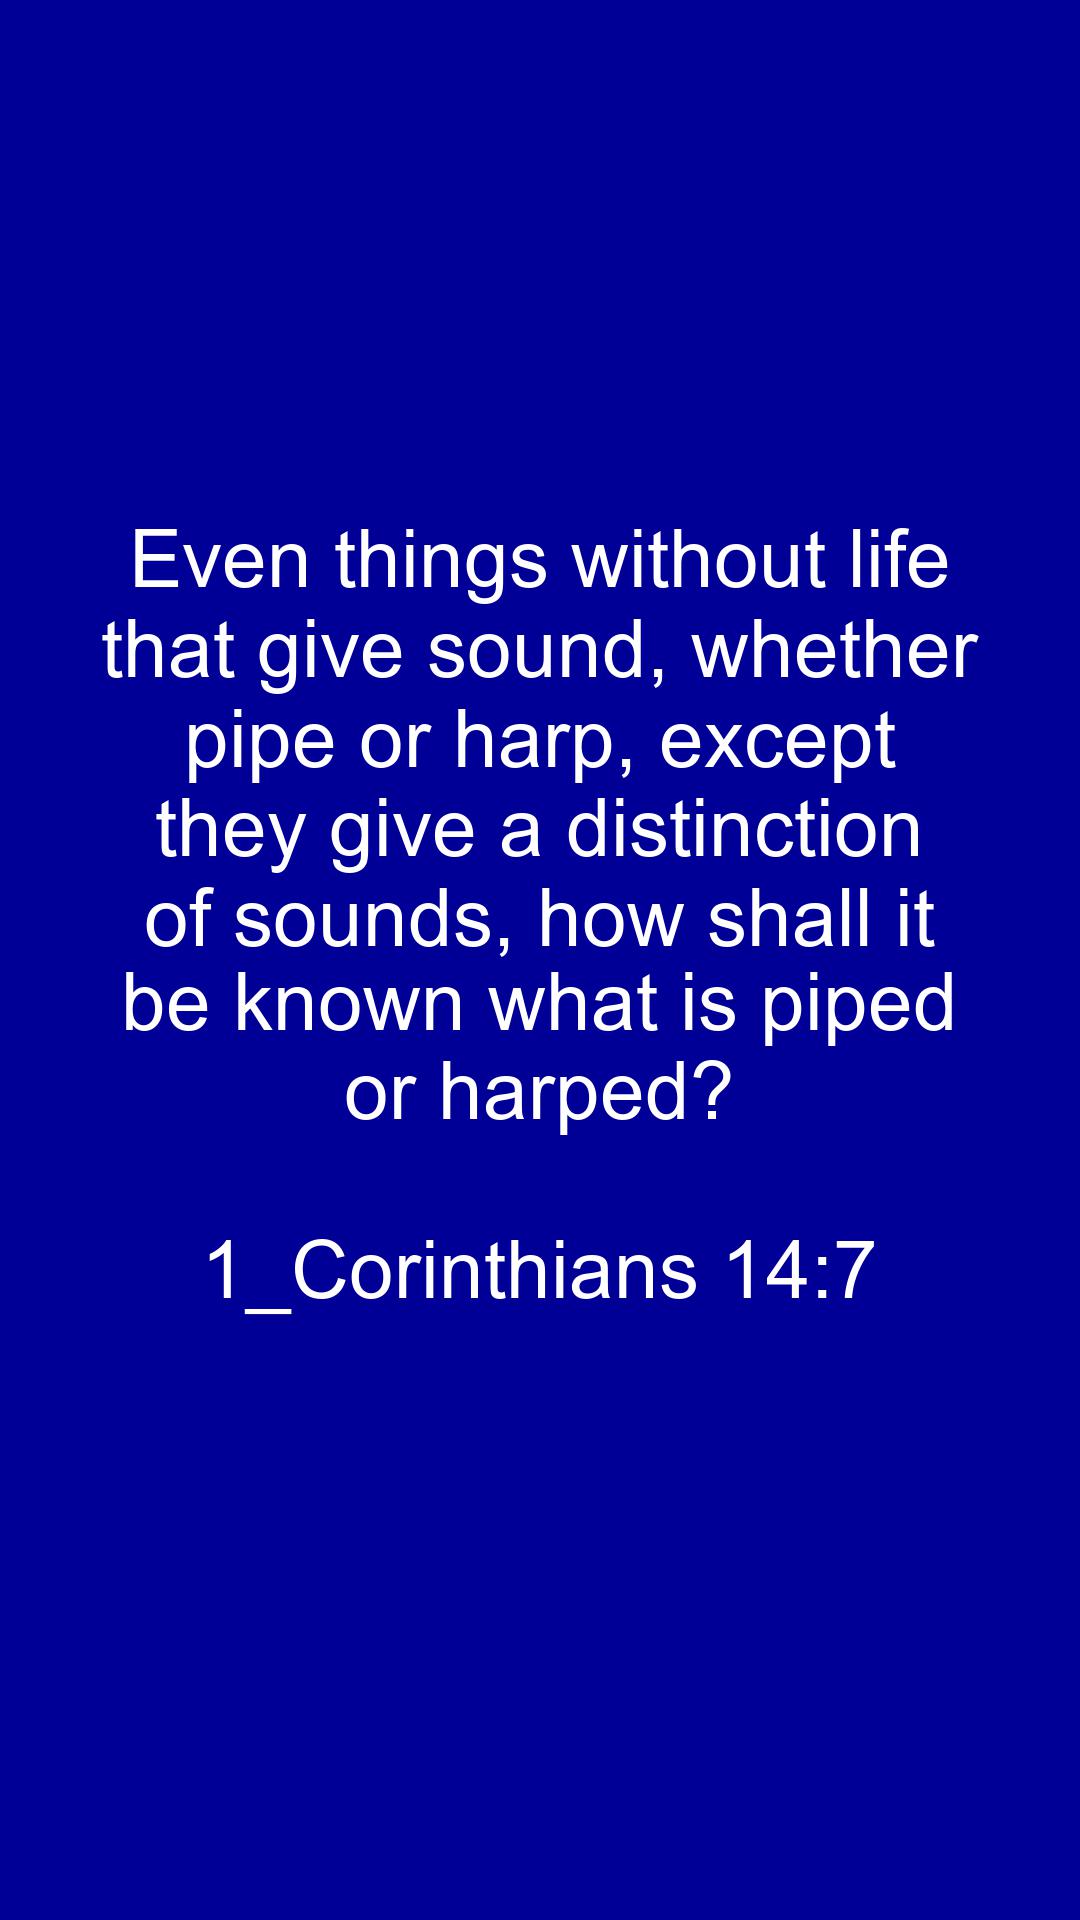 Even things without life
that give sound, whether
pipe or harp, except
they give a distinction
of sounds, how shall it
be known what is piped
or harped?
1_Corinthians 14:7